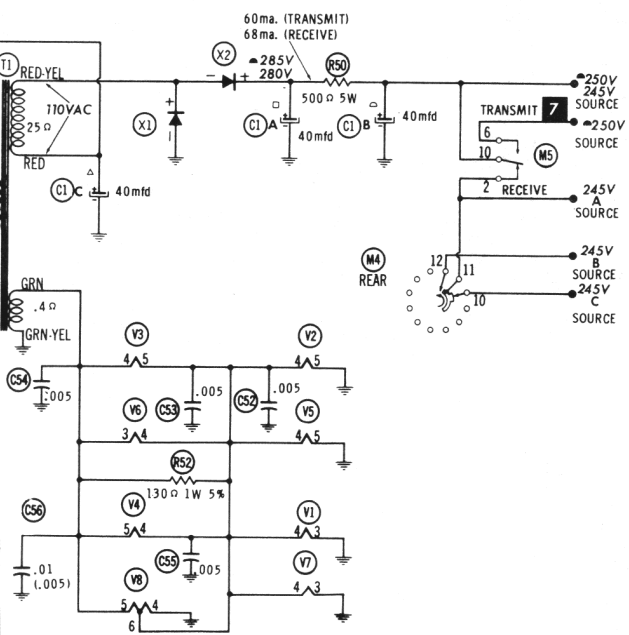 60ma. (TRANSMIT)
68ma. (RECEIVE)
X2
T1
RED-YEL
- +
285V
280V
R50
250V
245V
SOURCE
110VAC
25Ω
+
X1
-
500Ω 5W
C1 A
40mfd
C1 B
40mfd
TRANSMIT 7
250V
SOURCE
6
10
M5
2
RECEIVE
RED
C1 C
40mfd
245V
A
SOURCE
M4
REAR
12
11
10
245V
B
SOURCE
245V
C
SOURCE
GRN
.4Ω
GRN-YEL
V3
4 5
V2
4 5
C54
.005
C53
.005
C52
.005
V6
3 4
V5
4 5
R52
130Ω 1W 5%
C56
.01
(.005)
V4
5 4
V1
4 3
C55
.005
V8
5 4
6
V7
4 3